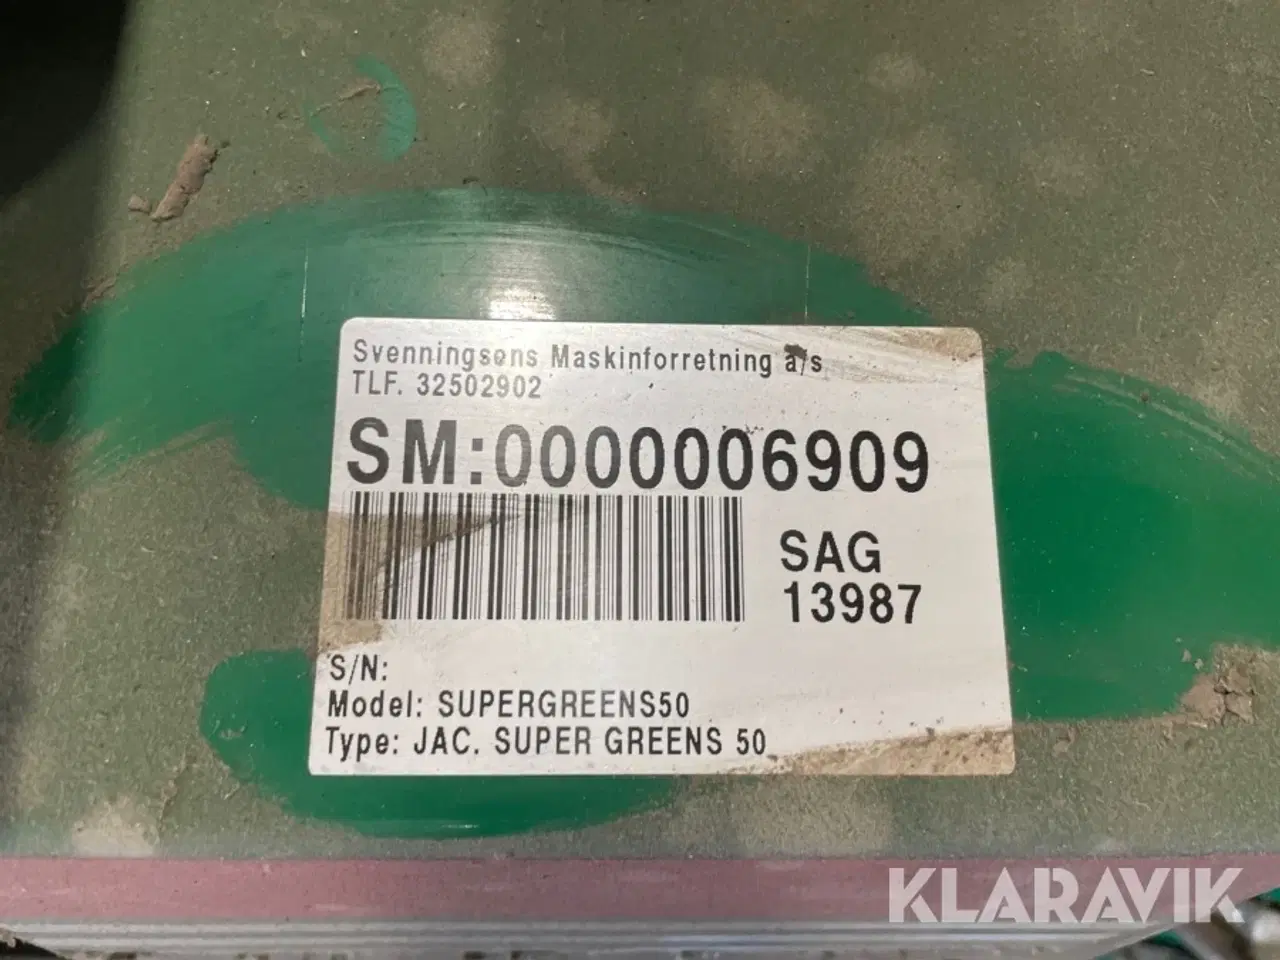 Svenningsens Maskinforretning a/s
TLF. 32502902
SM:0000006909
SAG
13987
S/N:
Model: SUPERGREENS50
Type: JAC. SUPER GREENS 50
KLARAVIK